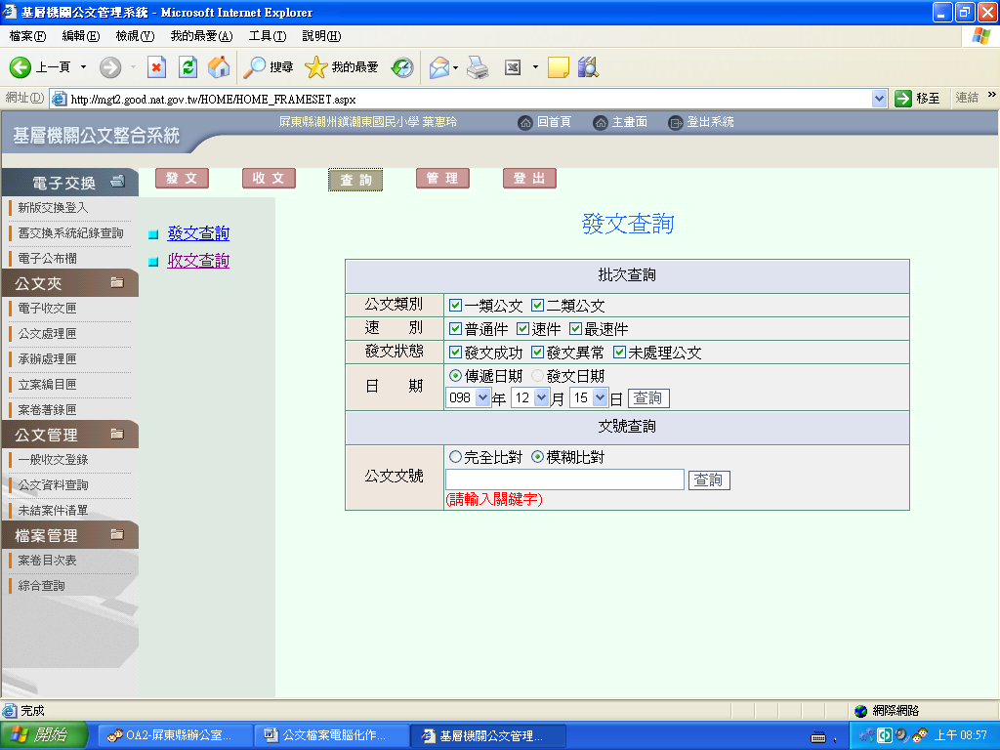 基層機關公文管理系統 - Microsoft Internet Explorer
檔案(F) 編輯(E) 檢視(V) 我的最愛(A) 工具(T) 說明(H)
上一頁 搜尋 我的最愛
網址(D) http://mgt2.good.nat.gov.tw/HOME/HOME_FRAMESET.aspx 移至 連結 »
基層機關公文整合系統
屏東縣潮州鎮潮東國民小學 葉惠玲 回首頁 主畫面 登出系統
發 文 收 文 查 詢 管 理 登 出
電子交換
新版交換登入
舊交換系統紀錄查詢
電子公布欄
公文夾
電子收文匣
公文處理匣
承辦處理匣
立案編目匣
案卷著錄匣
公文管理
一般收文登錄
公文資料查詢
未結案件清單
檔案管理
案卷目次表
綜合查詢
發文查詢
收文查詢
發文查詢
批次查詢
公文類別 一類公文 二類公文
速 別 普通件 速件 最速件
發文狀態 發文成功 發文異常 未處理公文
日 期 傳遞日期 發文日期
098 年 12 月 15 日 查詢
文號查詢
公文文號 完全比對 模糊比對
查詢
(請輸入關鍵字)
完成 網際網路
開始 OA2-屏東縣辦公室... 公文檔案電腦化作... 基層機關公文管理... 上午 08:57